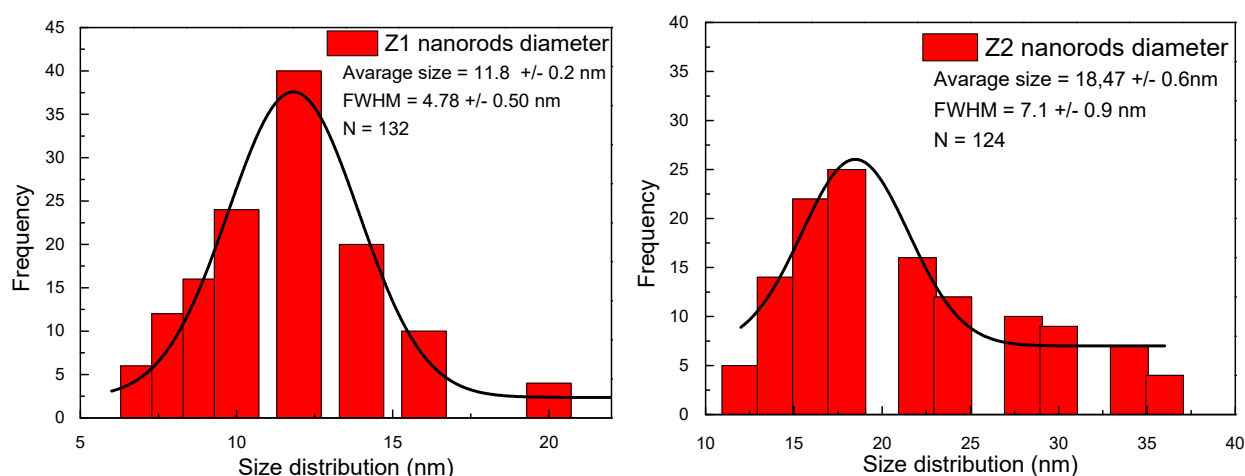 45
40
35
30
25
20
15
10
5
0
Frequency
Z1 nanorods diameter
Avarage size = 11.8 +/- 0.2 nm
FWHM = 4.78 +/- 0.50 nm
N = 132
5 10 15 20
Size distribution (nm)
40
35
30
25
20
15
10
5
0
Frequency
Z2 nanorods diameter
Avarage size = 18,47 +/- 0.6nm
FWHM = 7.1 +/- 0.9 nm
N = 124
10 15 20 25 30 35 40
Size distribution (nm)